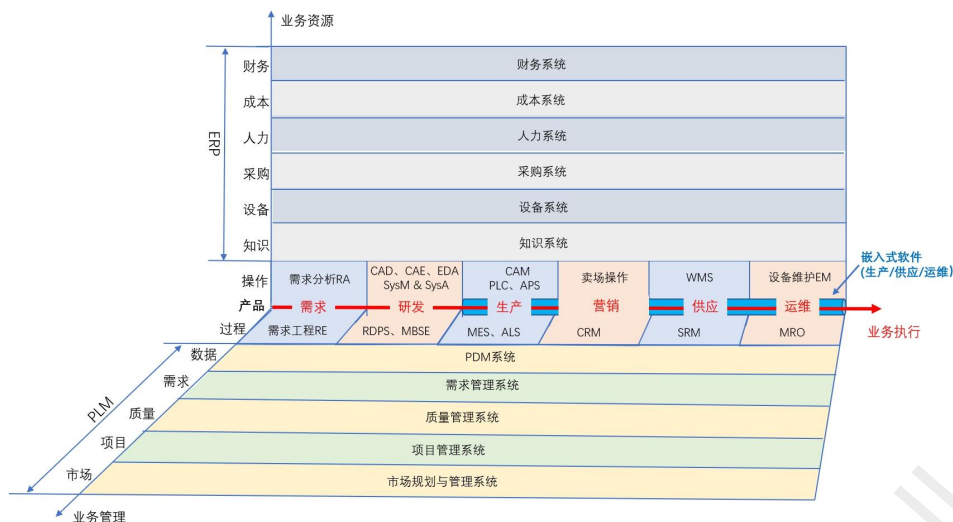 业务资源
财务
财务系统
成本
成本系统
人力
人力系统
ERP
采购
采购系统
设备
设备系统
知识
知识系统
嵌入式软件
(生产/供应/运维)
操作
需求分析RA
CAD、CAE、EDA
SysM & SysA
CAM
PLC、APS
卖场操作
WMS
设备维护EM
产品
需求
研发
生产
营销
供应
运维
业务执行
过程
需求工程RE
RDPS、MBSE
MES、ALS
CRM
SRM
MRO
数据
PDM系统
需求
需求管理系统
PLM
质量
质量管理系统
项目
项目管理系统
市场
市场规划与管理系统
业务管理